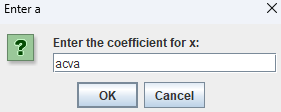 Enter a
Enter the coefficient for x:
acva
OK
Cancel